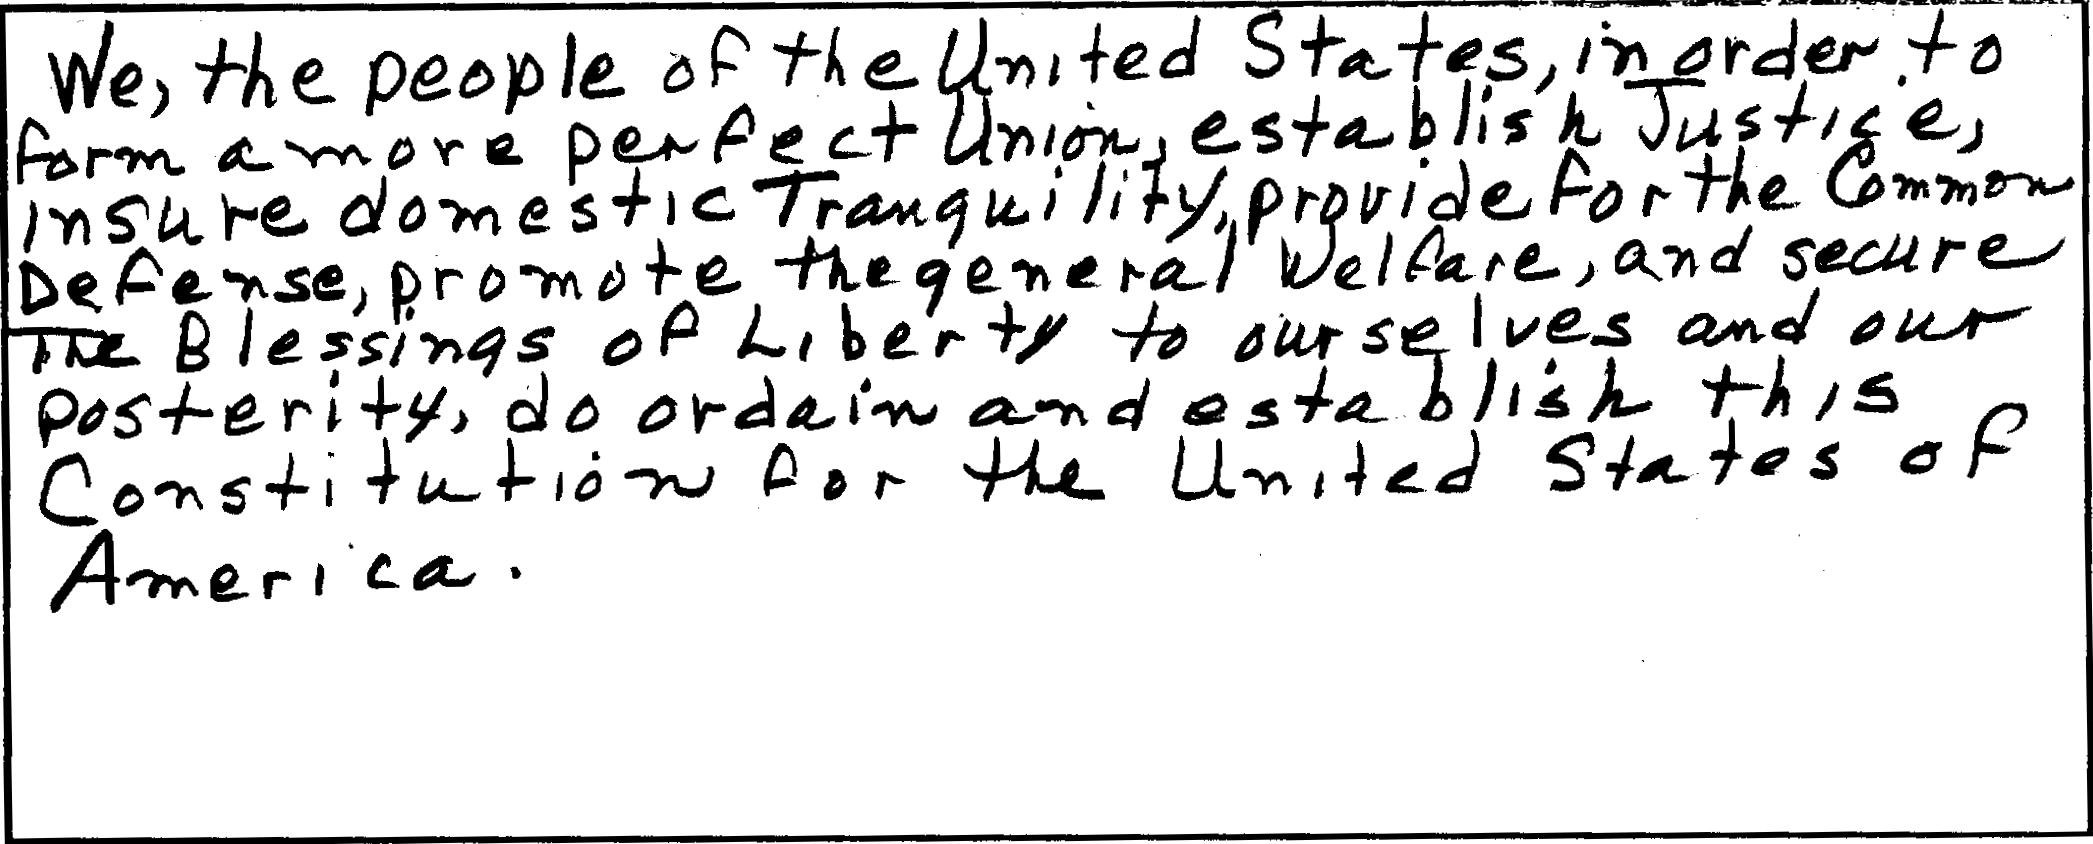 We, the people of the United States, in order to
form a more perfect Union, establish Justice,
insure domestic Tranquility, provide for the Common
Defense, promote the general Welfare, and secure
the Blessings of Liberty to ourselves and our
posterity, do ordain and establish this
Constitution for the United States of
America.